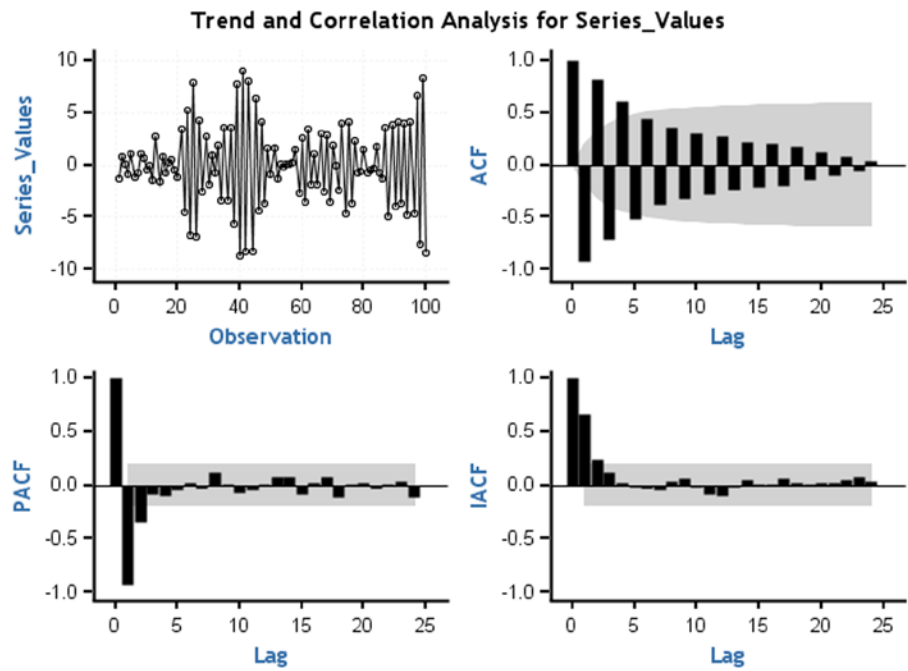 Trend and Correlation Analysis for Series_Values
Series_Values
10
5
0
-5
-10
0 20 40 60 80 100
Observation
ACF
1.0
0.5
0.0
-0.5
-1.0
0 5 10 15 20 25
Lag
PACF
1.0
0.5
0.0
-0.5
-1.0
0 5 10 15 20 25
Lag
IACF
1.0
0.5
0.0
-0.5
-1.0
0 5 10 15 20 25
Lag